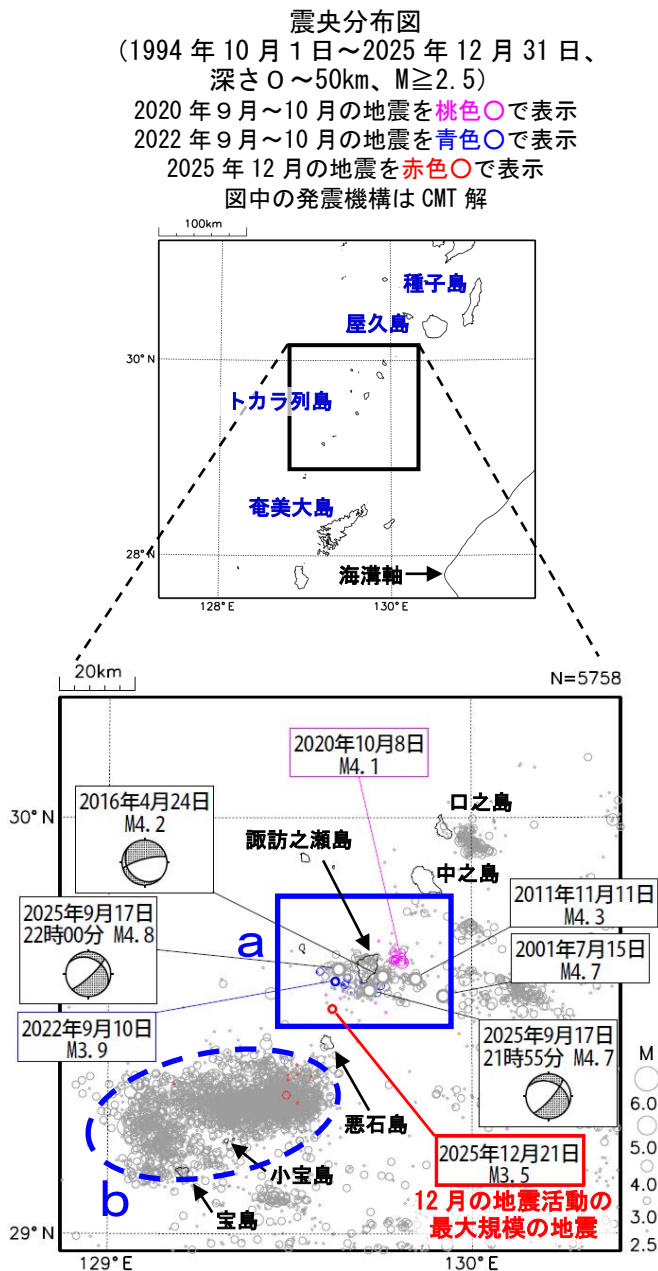 震央分布図
(1994年10月1日～2025年12月31日、
深さ0～50km、M≧2.5)
2020年9月～10月の地震を桃色○で表示
2022年9月～10月の地震を青色○で表示
2025年12月の地震を赤色○で表示
図中の発震機構はCMT解
100km
種子島
屋久島
30°N
トカラ列島
奄美大島
28°N
海溝軸
128°E
130°E
20km
N=5758
2020年10月8日
M4.1
口之島
30°N
2016年4月24日
M4.2
諏訪之瀬島
中之島
2011年11月11日
M4.3
a
2025年9月17日
22時00分 M4.8
2001年7月15日
M4.7
2022年9月10日
M3.9
2025年9月17日
21時55分 M4.7
M
6.0
5.0
4.0
3.0
2.5
悪石島
2025年12月21日
M3.5
小宝島
b
宝島
12月の地震活動の
最大規模の地震
29°N
129°E
130°E